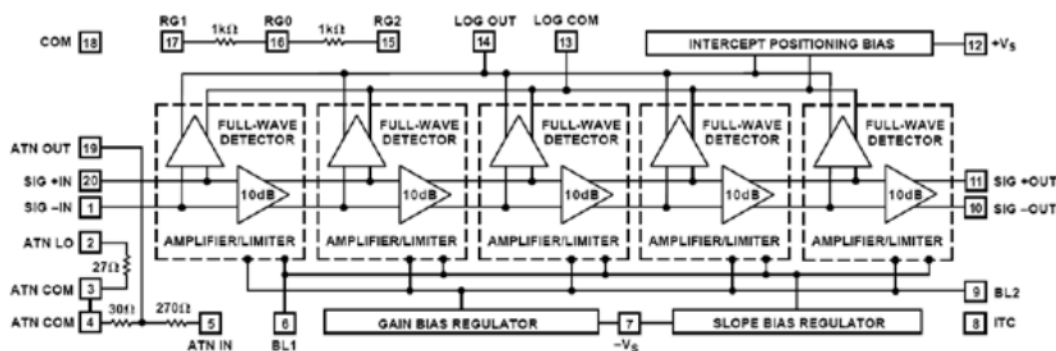 RG1 RG0 RG2 LOG OUT LOG COM
1kΩ 1kΩ
COM 18 17 16 15 14 13 INTERCEPT POSITIONING BIAS 12 +VS
FULL-WAVE DETECTOR FULL-WAVE DETECTOR FULL-WAVE DETECTOR FULL-WAVE DETECTOR FULL-WAVE DETECTOR
ATN OUT 19
SIG +IN 20 11 SIG +OUT
10dB 10dB 10dB 10dB 10dB
SIG –IN 1 10 SIG –OUT
AMPLIFIER/LIMITER AMPLIFIER/LIMITER AMPLIFIER/LIMITER AMPLIFIER/LIMITER AMPLIFIER/LIMITER
ATN LO 2
27Ω
ATN COM 3 9 BL2
30Ω 270Ω
ATN COM 4 5 6 GAIN BIAS REGULATOR 7 SLOPE BIAS REGULATOR 8 ITC
ATN IN BL1 –VS